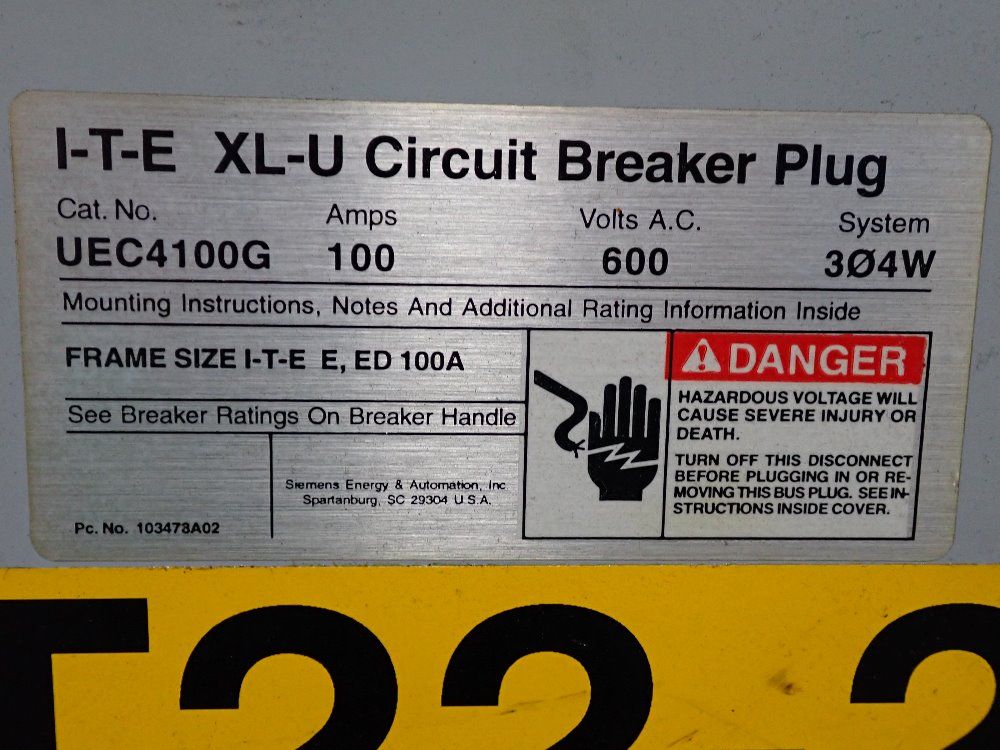 I-T-E XL-U Circuit Breaker Plug
Cat. No. Amps Volts A.C. System
UEC4100G 100 600 3Ø4W
Mounting Instructions, Notes And Additional Rating Information Inside
FRAME SIZE I-T-E E, ED 100A
See Breaker Ratings On Breaker Handle
Siemens Energy & Automation, Inc.
Spartanburg, SC 29304 U.S.A.
Pc. No. 103478A02
DANGER
HAZARDOUS VOLTAGE WILL
CAUSE SEVERE INJURY OR
DEATH.
TURN OFF THIS DISCONNECT
BEFORE PLUGGING IN OR RE-
MOVING THIS BUS PLUG. SEE IN-
STRUCTIONS INSIDE COVER.
T22-2